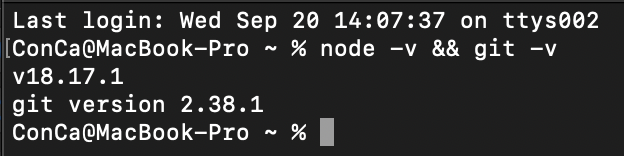 Last login: Wed Sep 20 14:07:37 on ttys002
[ConCa@MacBook-Pro ~ % node -v && git -v
v18.17.1
git version 2.38.1
ConCa@MacBook-Pro ~ %